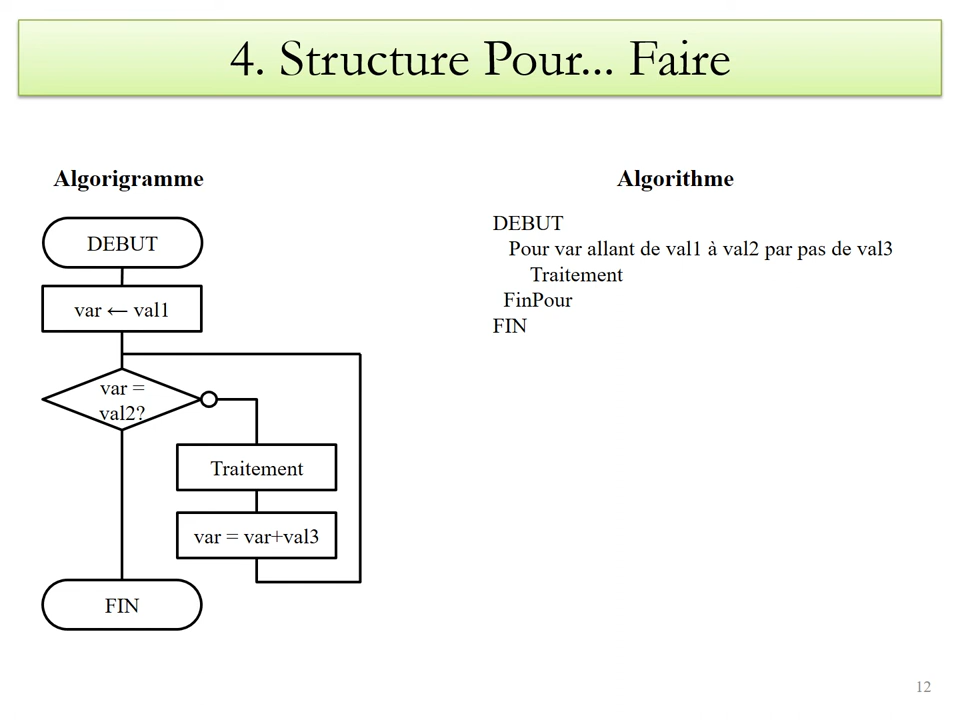 4. Structure Pour... Faire
Algorigramme
DEBUT
var ← val1
var =
val2?
Traitement
var = var+val3
FIN
Algorithme
DEBUT
Pour var allant de val1 à val2 par pas de val3
Traitement
FinPour
FIN
12